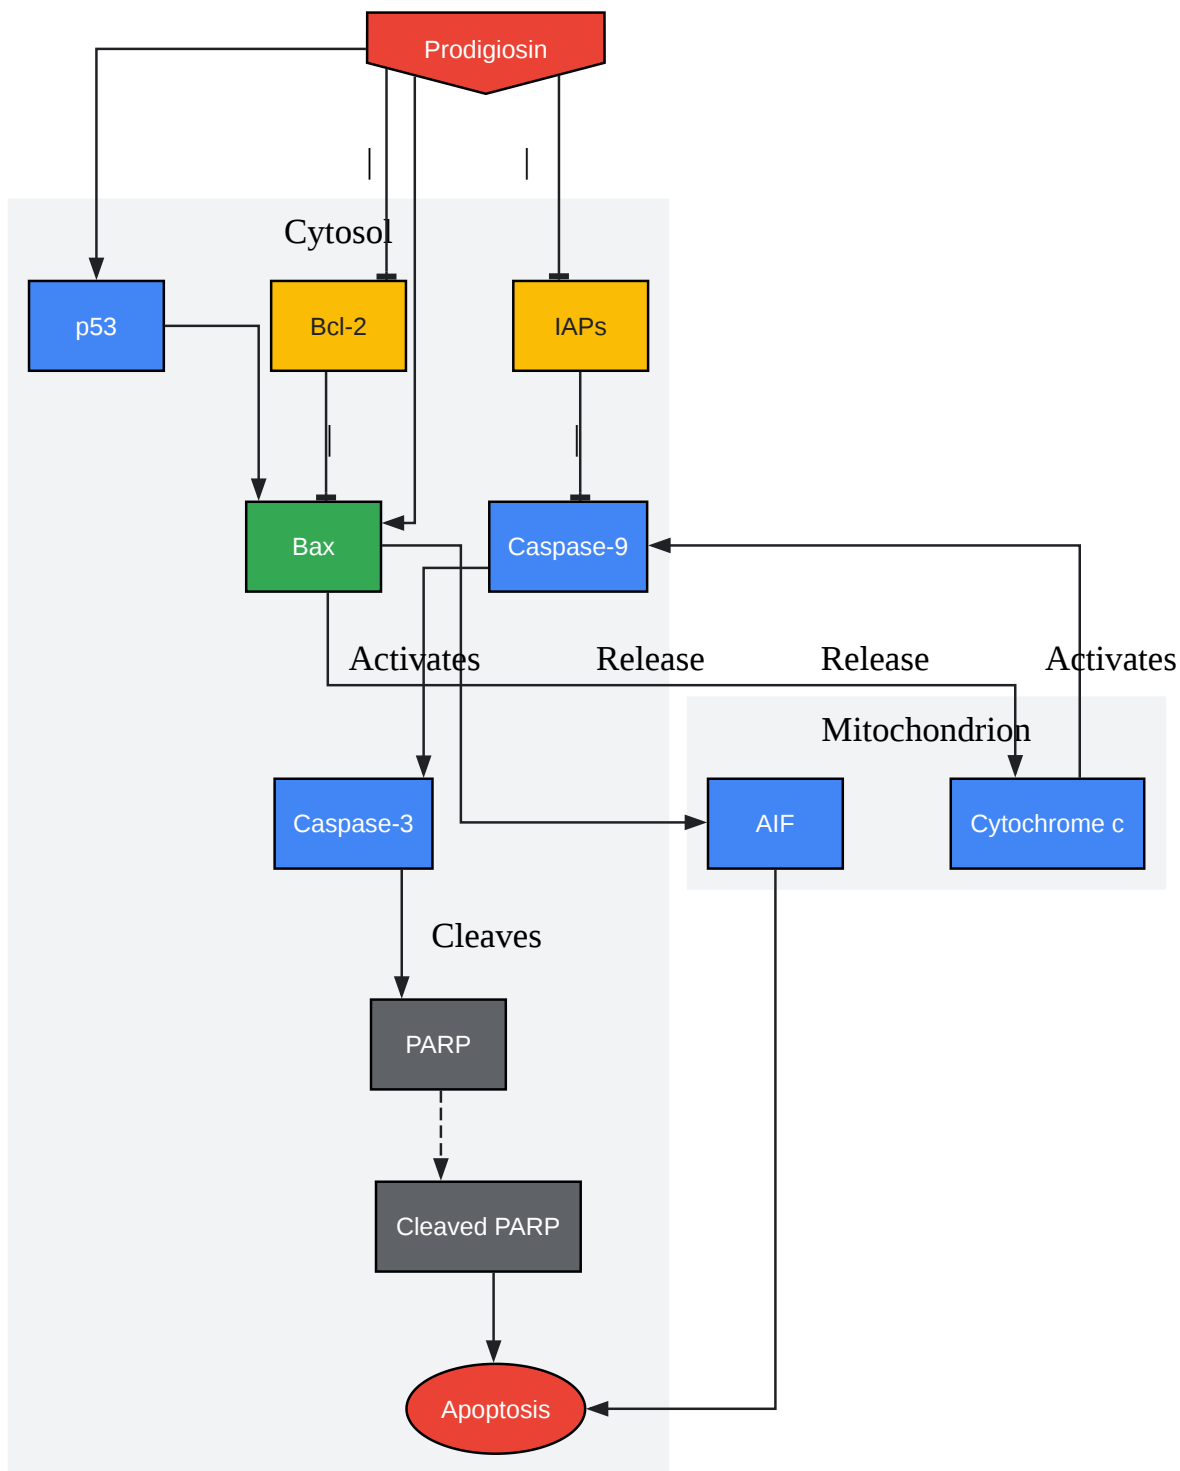 Prodigiosin
|
|
Cytosol
p53
Bcl-2
IAPs
|
|
Bax
Caspase-9
Activates
Release
Release
Activates
Mitochondrion
Caspase-3
AIF
Cytochrome c
Cleaves
PARP
Cleaved PARP
Apoptosis